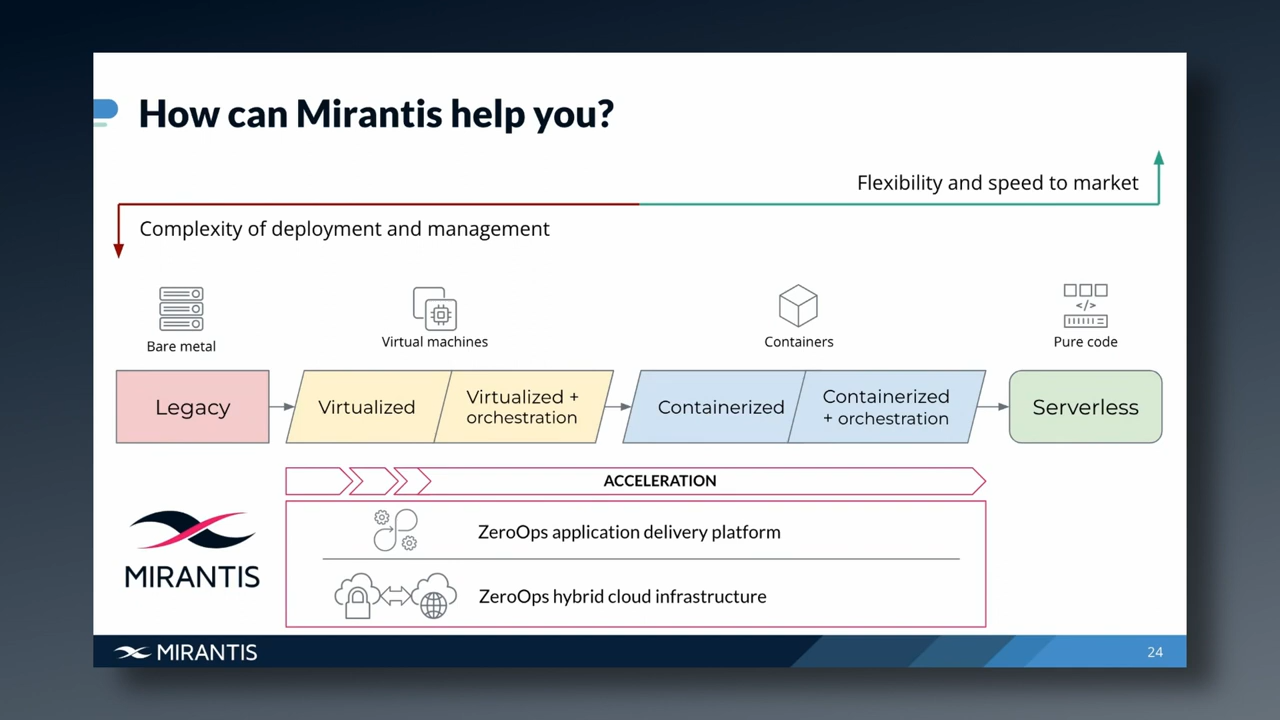 How can Mirantis help you?
Flexibility and speed to market
Complexity of deployment and management
Bare metal
Virtual machines
Containers
</>
Pure code
Legacy
Virtualized
Virtualized +
orchestration
Containerized
Containerized
+ orchestration
Serverless
ACCELERATION
MIRANTIS
ZeroOps application delivery platform
ZeroOps hybrid cloud infrastructure
MIRANTIS
24